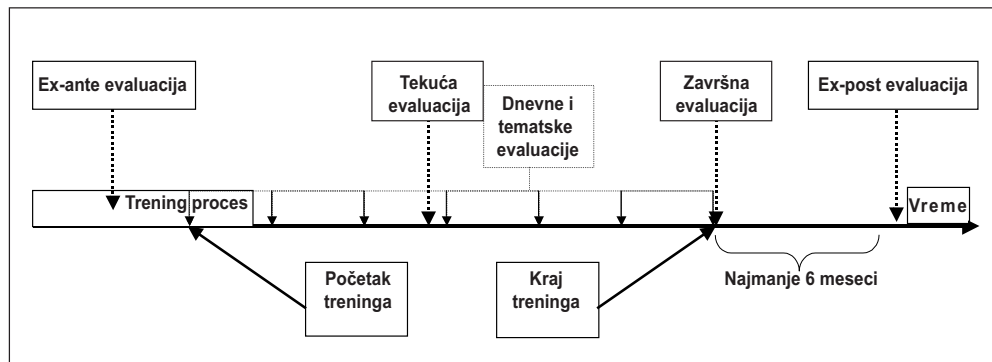 Ex-ante evaluacija
Tekuća
evaluacija
Završna
evaluacija
Ex-post evaluacija
Dnevne i
tematske
evaluacije
Trening proces
Vreme
Početak
treninga
Kraj
treninga
Najmanje 6 meseci